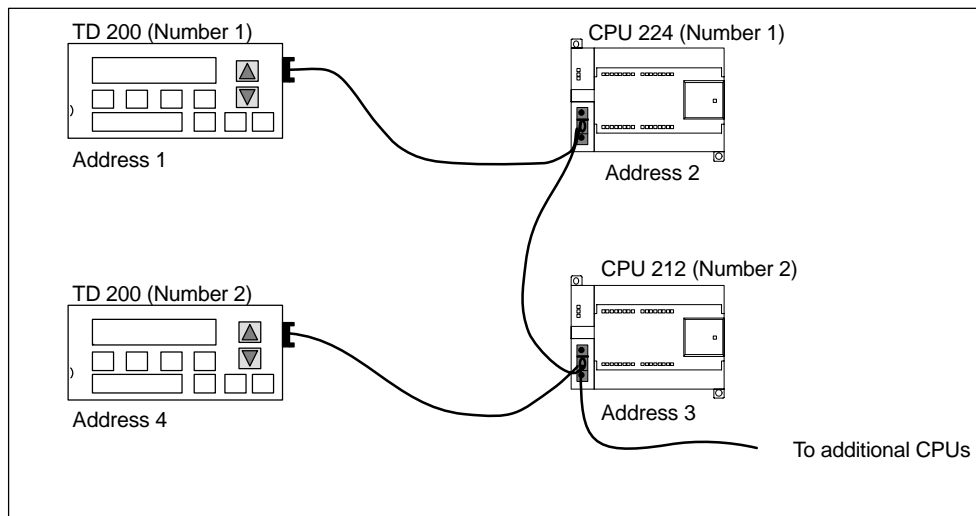 TD 200 (Number 1)
CPU 224 (Number 1)
Address 1
Address 2
TD 200 (Number 2)
CPU 212 (Number 2)
Address 4
Address 3
To additional CPUs